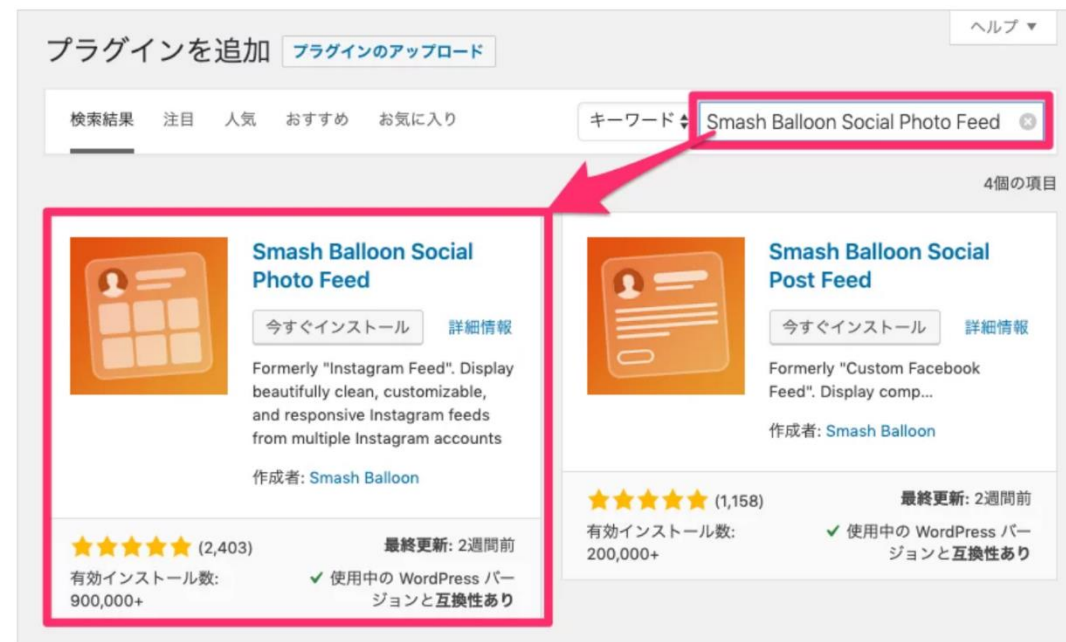 ヘルプ ▼
プラグインを追加 プラグインのアップロード
検索結果 注目 人気 おすすめ お気に入り キーワード Smash Balloon Social Photo Feed
4個の項目
Smash Balloon Social
Photo Feed
今すぐインストール 詳細情報
Formerly "Instagram Feed". Display
beautifully clean, customizable,
and responsive Instagram feeds
from multiple Instagram accounts
作成者: Smash Balloon
(2,403)
最終更新: 2週間前
有効インストール数:
900,000+
✓ 使用中の WordPress バー
ジョンと互換性あり
Smash Balloon Social
Post Feed
今すぐインストール 詳細情報
Formerly "Custom Facebook
Feed". Display comp...
作成者: Smash Balloon
(1,158)
最終更新: 2週間前
有効インストール数:
200,000+
✓ 使用中の WordPress バー
ジョンと互換性あり